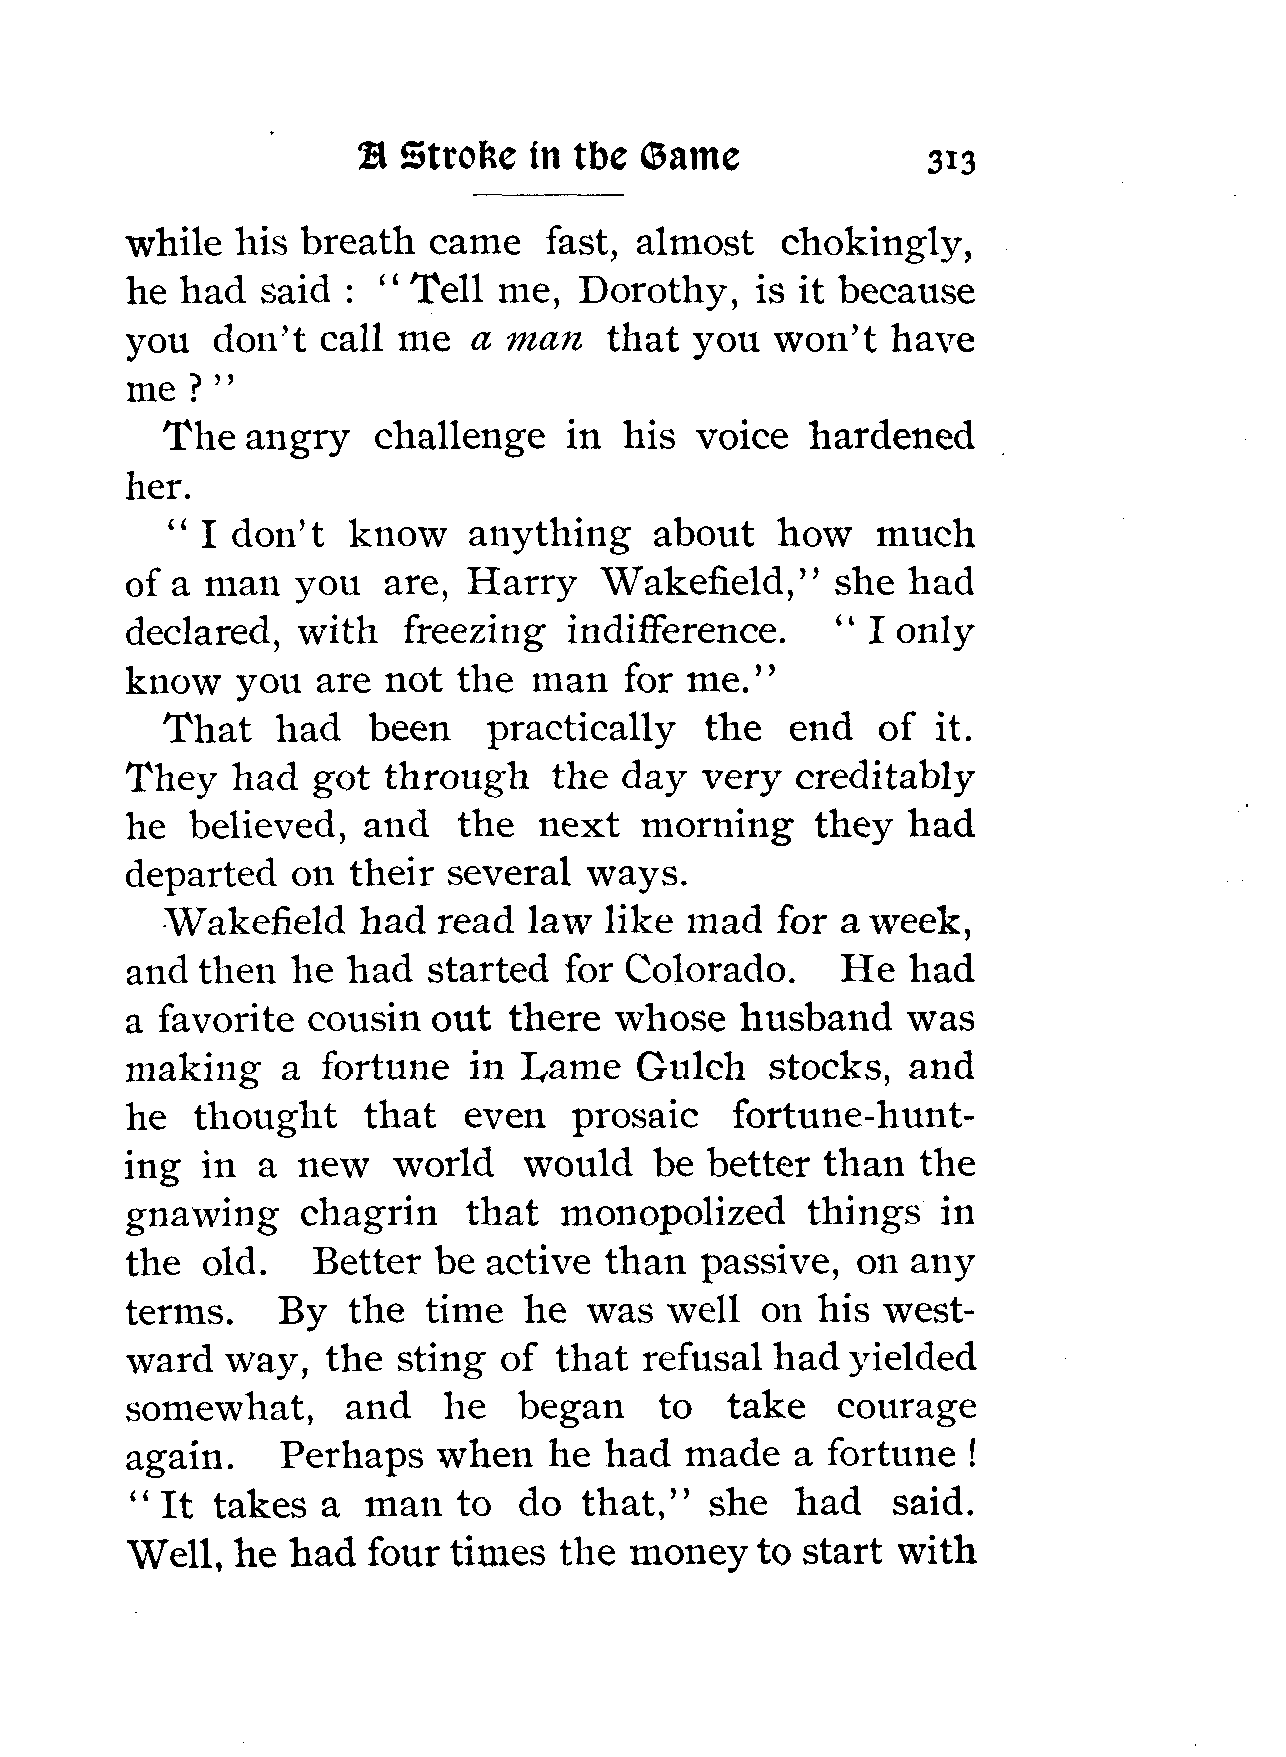 A Stroke in the Game 313
while his breath came fast, almost chokingly,
he had said : "Tell me, Dorothy, is it because
you don't call me a man that you won't have
me ?"
The angry challenge in his voice hardened
her.
"I don't know anything about how much
of a man you are, Harry Wakefield," she had
declared, with freezing indifference. "I only
know you are not the man for me."
That had been practically the end of it.
They had got through the day very creditably
he believed, and the next morning they had
departed on their several ways.
Wakefield had read law like mad for a week,
and then he had started for Colorado. He had
a favorite cousin out there whose husband was
making a fortune in Lame Gulch stocks, and
he thought that even prosaic fortune-hunt-
ing in a new world would be better than the
gnawing chagrin that monopolized things in
the old. Better be active than passive, on any
terms. By the time he was well on his west-
ward way, the sting of that refusal had yielded
somewhat, and he began to take courage
again. Perhaps when he had made a fortune !
"It takes a man to do that," she had said.
Well, he had four times the money to start with